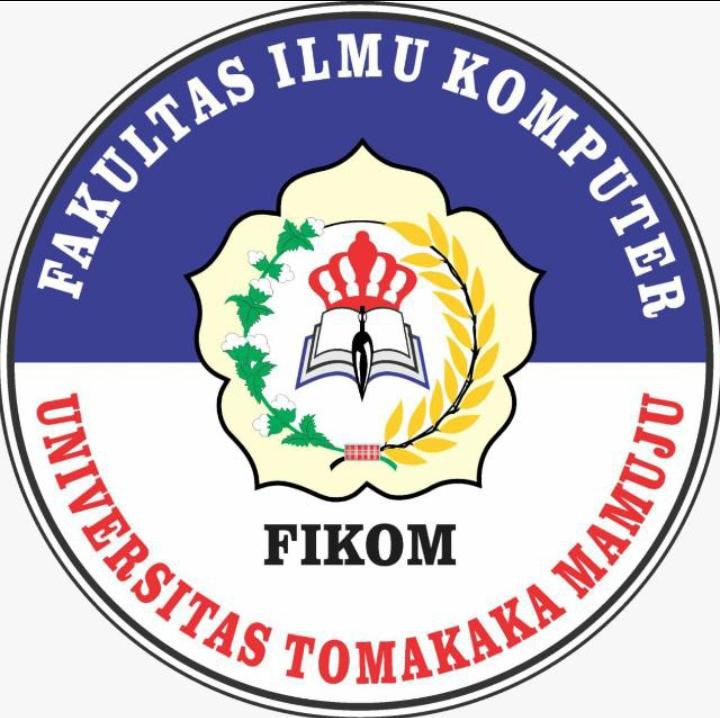 FAKULTAS ILMU KOMPUTER
FIKOM
UNIVERSITAS TOMAKAKA MAMUJU